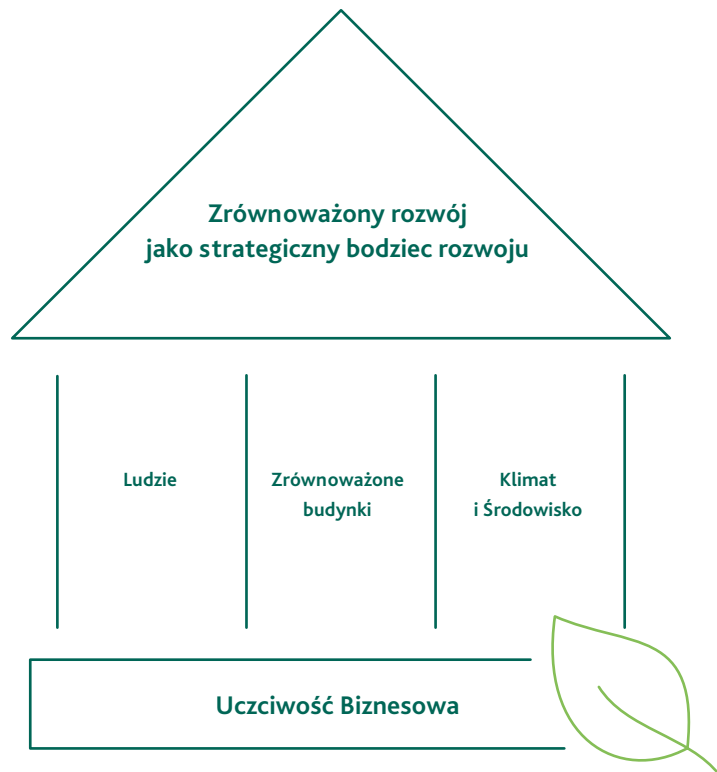 Zrównoważony rozwój
jako strategiczny bodziec rozwoju
Ludzie
Zrównoważone
budynki
Klimat
i Środowisko
Uczciwość Biznesowa